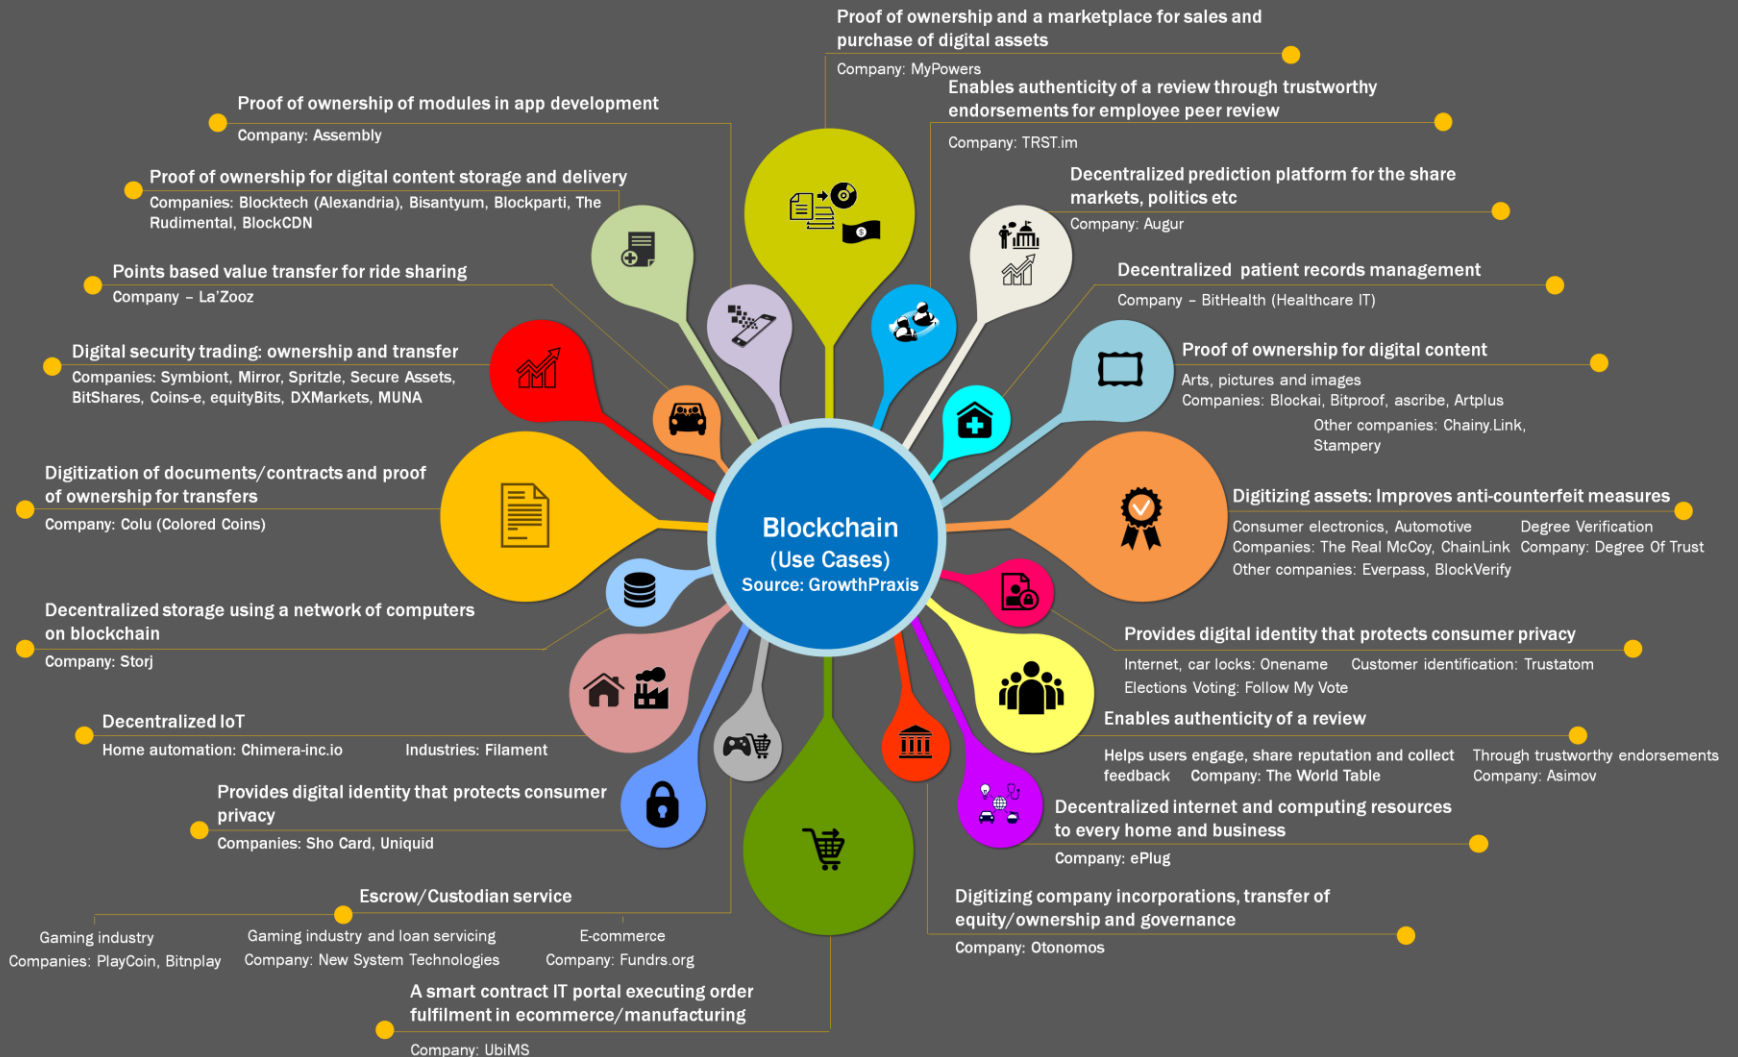 Proof of ownership and a marketplace for sales and
purchase of digital assets
Company: MyPowers
Enables authenticity of a review through trustworthy
endorsements for employee peer review
Company: TRST.im
Decentralized prediction platform for the share
markets, politics etc
Company: Augur
Decentralized patient records management
Company – BitHealth (Healthcare IT)
Proof of ownership for digital content
Arts, pictures and images
Companies: Blockai, Bitproof, ascribe, Artplus
Other companies: Chainy.Link,
Stampery
Digitizing assets: Improves anti-counterfeit measures
Consumer electronics, Automotive
Companies: The Real McCoy, ChainLink
Degree Verification
Company: Degree Of Trust
Other companies: Everpass, BlockVerify
Provides digital identity that protects consumer privacy
Internet, car locks: Onename
Customer identification: Trustatom
Elections Voting: Follow My Vote
Enables authenticity of a review
Helps users engage, share reputation and collect
feedback
Company: The World Table
Through trustworthy endorsements
Company: Asimov
Decentralized internet and computing resources
to every home and business
Company: ePlug
Digitizing company incorporations, transfer of
equity/ownership and governance
Company: Otonomos
Proof of ownership of modules in app development
Company: Assembly
Proof of ownership for digital content storage and delivery
Companies: Blocktech (Alexandria), Bisantyum, Blockparti, The
Rudimental, BlockCDN
Points based value transfer for ride sharing
Company – La'Zooz
Digital security trading: ownership and transfer
Companies: Symbiont, Mirror, Spritzle, Secure Assets,
BitShares, Coins-e, equityBits, DXMarkets, MUNA
Digitization of documents/contracts and proof
of ownership for transfers
Company: Colu (Colored Coins)
Decentralized storage using a network of computers
on blockchain
Company: Storj
Decentralized IoT
Home automation: Chimera-inc.io
Industries: Filament
Provides digital identity that protects consumer
privacy
Companies: Sho Card, Uniquid
Escrow/Custodian service
Gaming industry
Companies: PlayCoin, Bitnplay
Gaming industry and loan servicing
Company: New System Technologies
E-commerce
Company: Fundrs.org
A smart contract IT portal executing order
fulfilment in ecommerce/manufacturing
Company: UbiMS
Blockchain
(Use Cases)
Source: GrowthPraxis